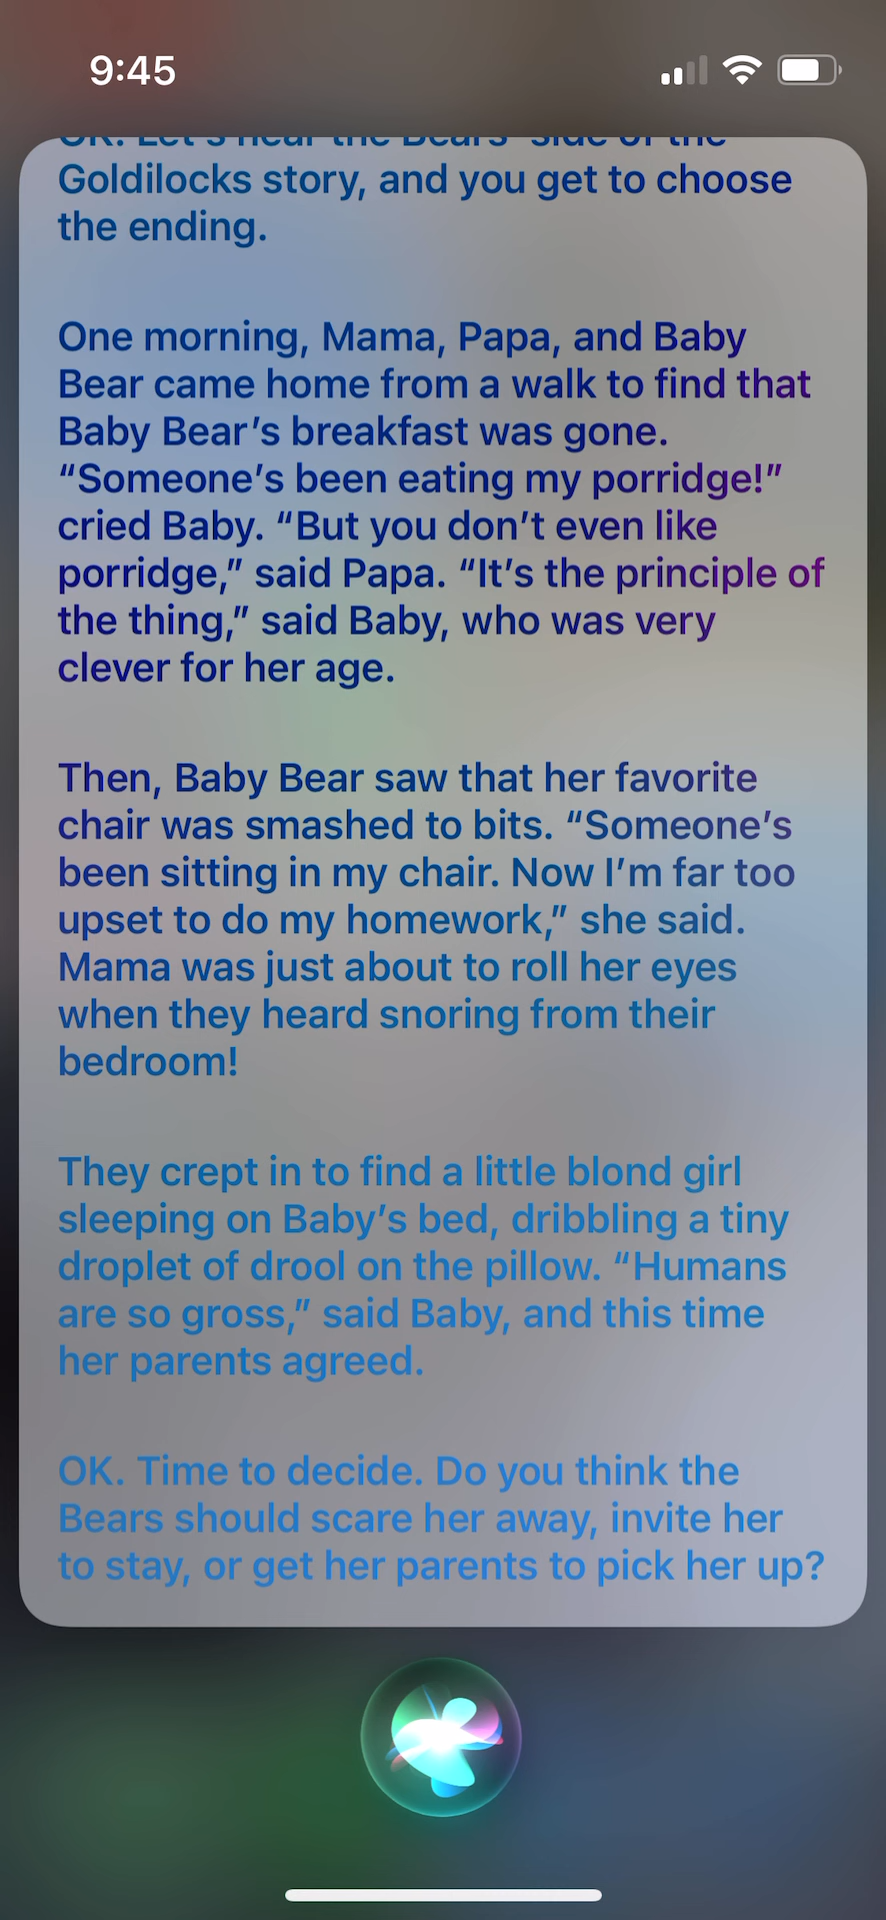 9:45
OK. Let's hear the Bears' side of the
Goldilocks story, and you get to choose
the ending.
One morning, Mama, Papa, and Baby
Bear came home from a walk to find that
Baby Bear’s breakfast was gone.
“Someone’s been eating my porridge!”
cried Baby. “But you don’t even like
porridge,” said Papa. “It’s the principle of
the thing,” said Baby, who was very
clever for her age.
Then, Baby Bear saw that her favorite
chair was smashed to bits. “Someone’s
been sitting in my chair. Now I’m far too
upset to do my homework,” she said.
Mama was just about to roll her eyes
when they heard snoring from their
bedroom!
They crept in to find a little blond girl
sleeping on Baby’s bed, dribbling a tiny
droplet of drool on the pillow. “Humans
are so gross,” said Baby, and this time
her parents agreed.
OK. Time to decide. Do you think the
Bears should scare her away, invite her
to stay, or get her parents to pick her up?